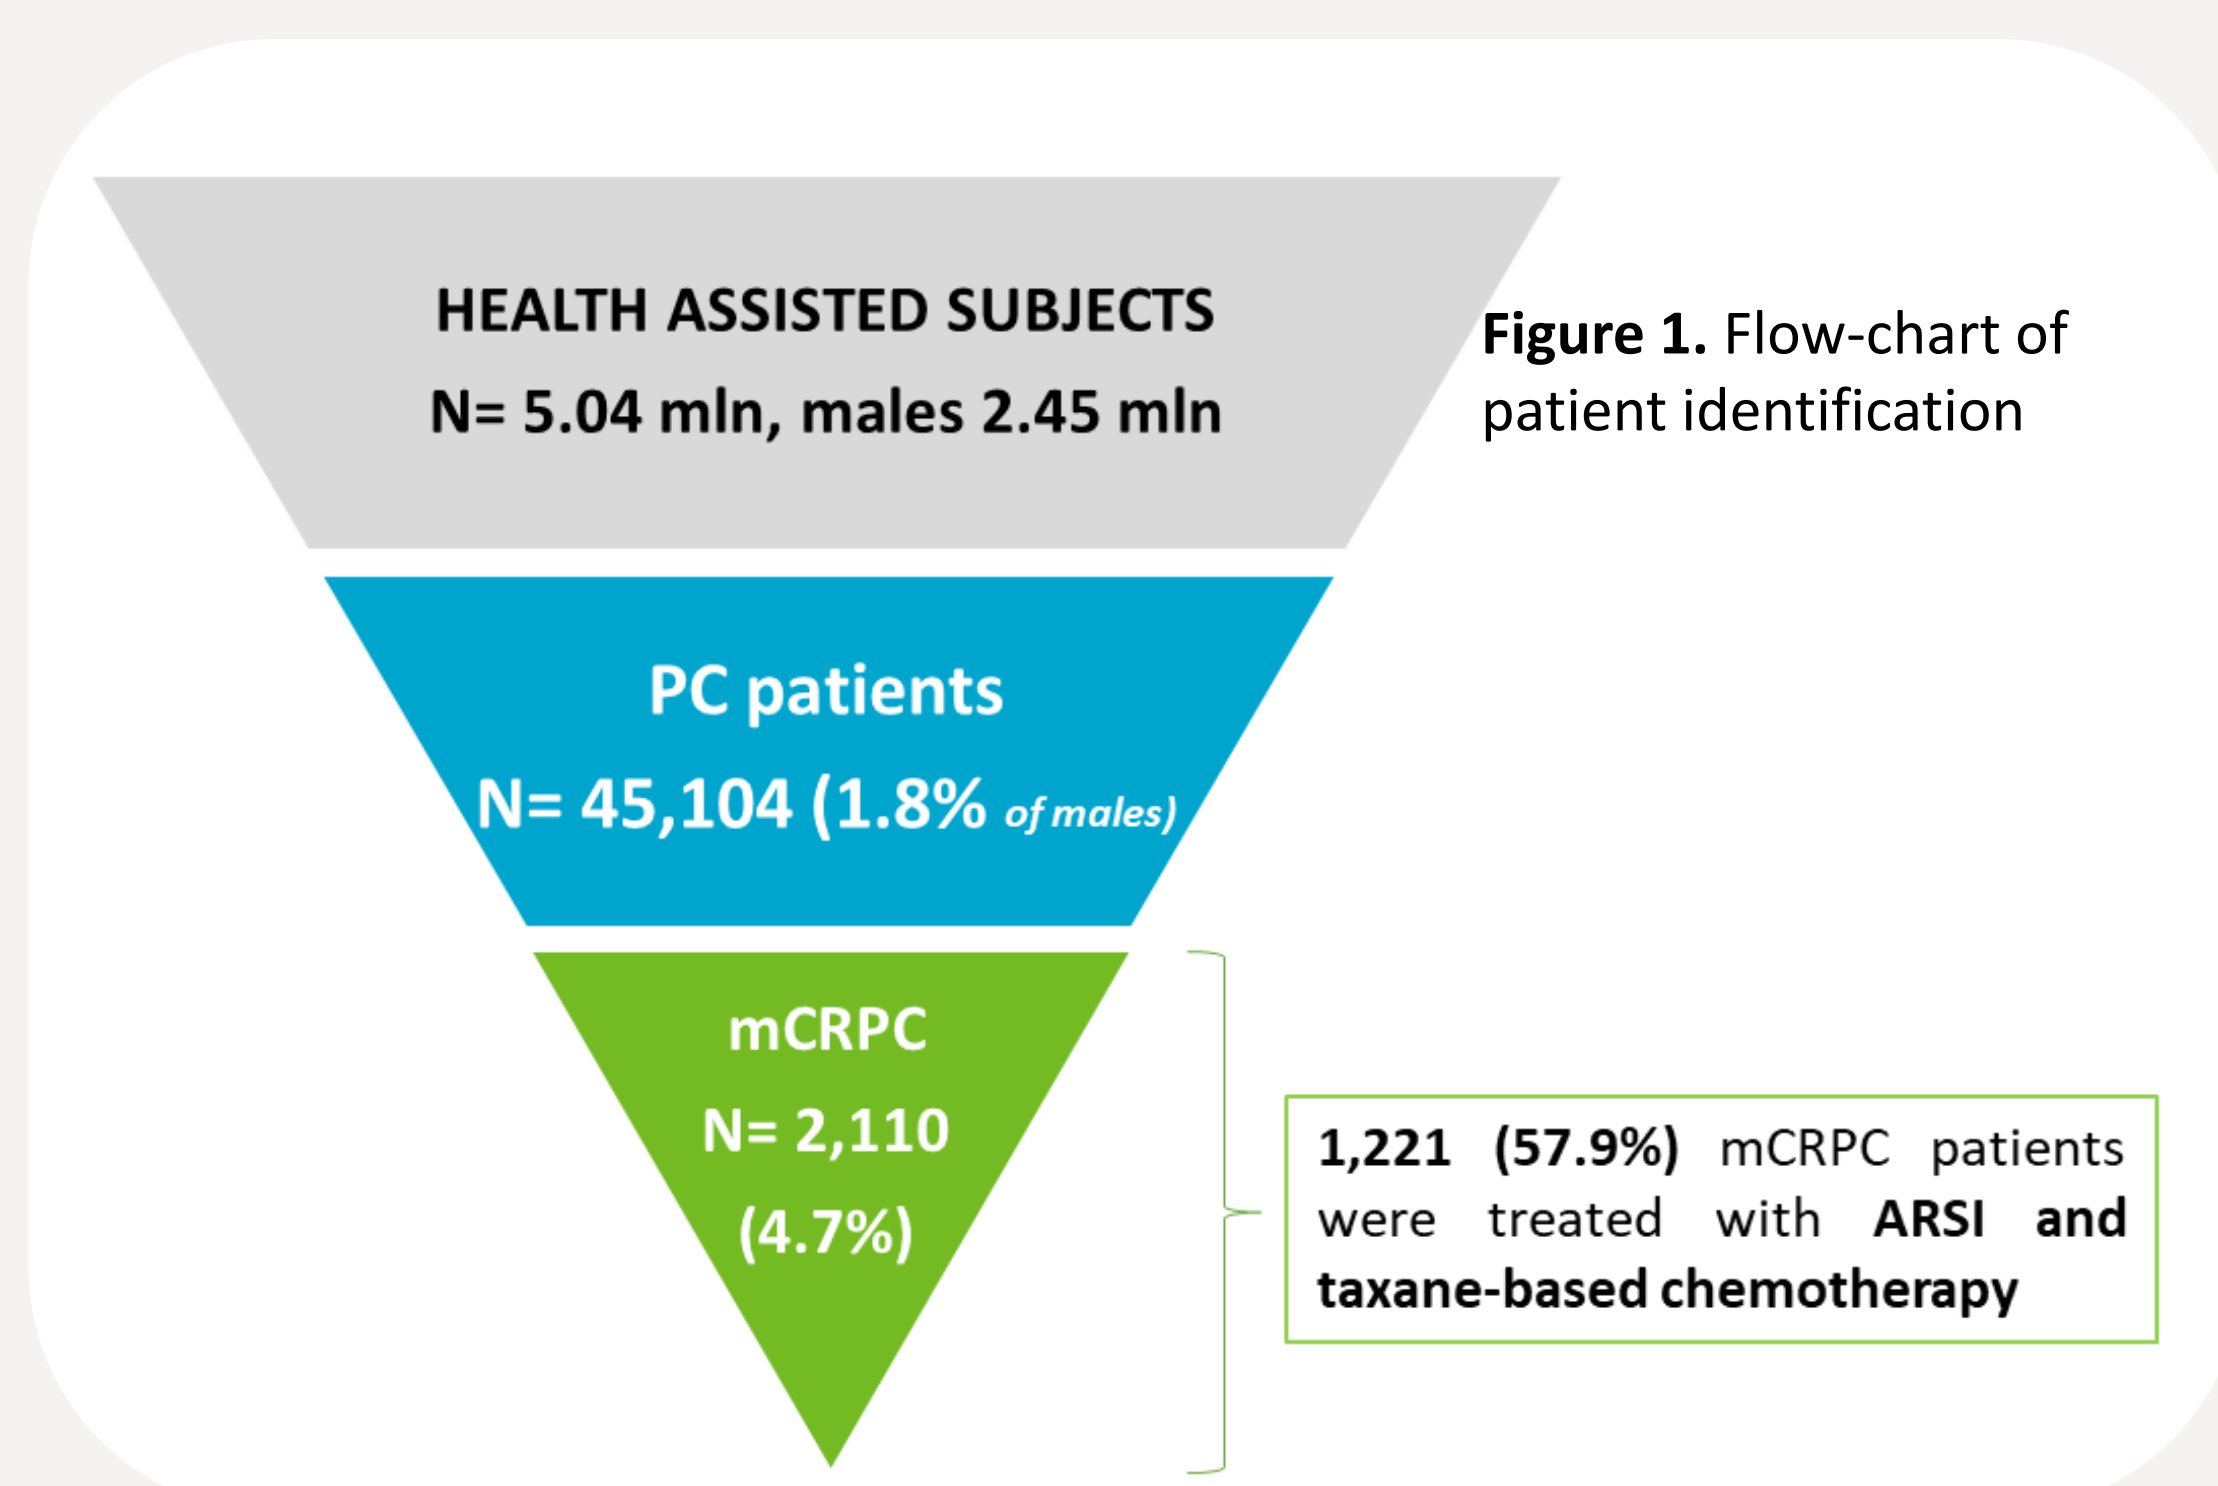 HEALTH ASSISTED SUBJECTS
N= 5.04 mln, males 2.45 mln
Figure 1. Flow-chart of
patient identification
PC patients
N= 45,104 (1.8% of males)
mCRPC
N= 2,110
(4.7%)
1,221 (57.9%) mCRPC patients
were treated with ARSI and
taxane-based chemotherapy